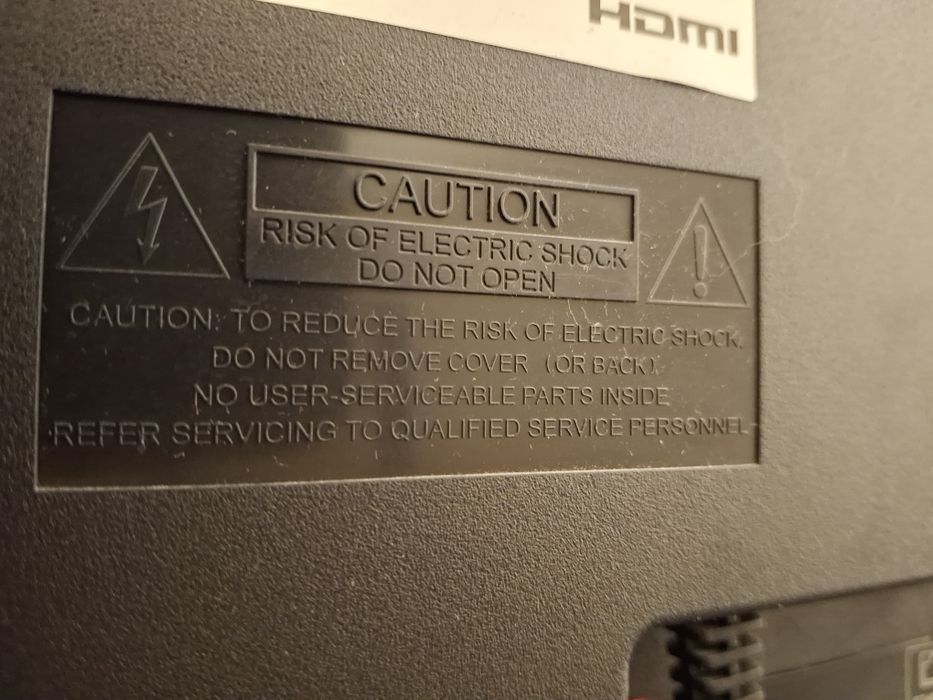 HDMI
CAUTION
RISK OF ELECTRIC SHOCK
DO NOT OPEN
CAUTION: TO REDUCE THE RISK OF ELECTRIC SHOCK,
DO NOT REMOVE COVER (OR BACK).
NO USER-SERVICEABLE PARTS INSIDE
REFER SERVICING TO QUALIFIED SERVICE PERSONNEL